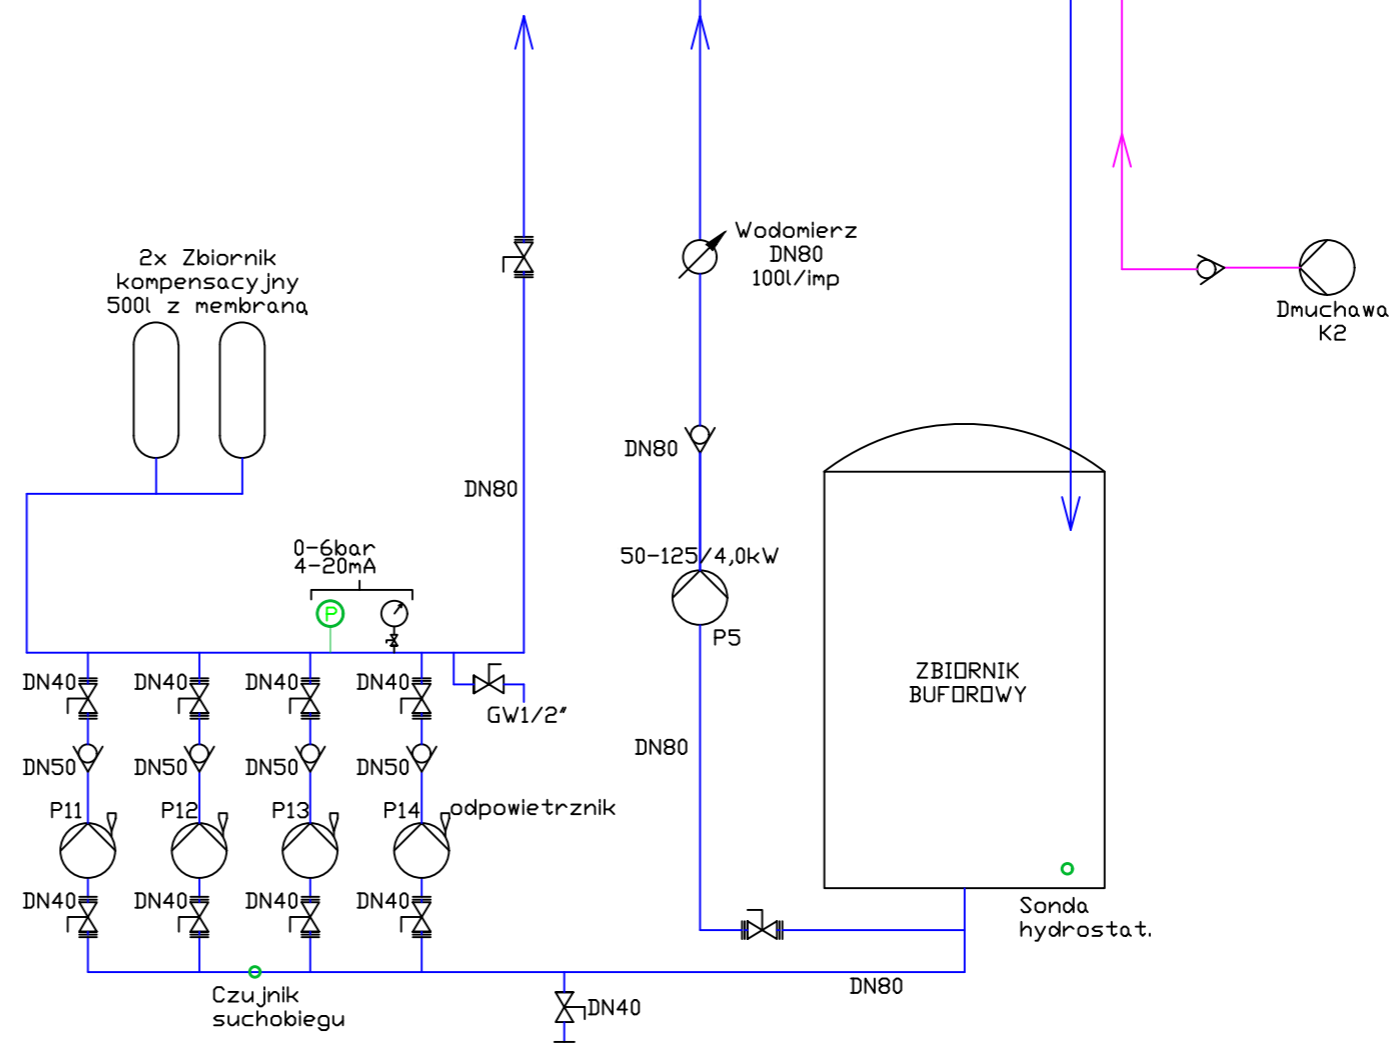 Wodomierz
DN80
100l/imp
2x Zbiornik
kompensacyjny
500l z membraną
Dmuchawa
K2
DN80
DN80
0-6bar
4-20mA
50-125/4,0kW
P
P5
ZBIORNIK
BUFOROWY
DN40
DN40
DN40
DN40
GW1/2"
DN80
DN50
DN50
DN50
DN50
P11
P12
P13
P14
odpowietrznik
DN40
DN40
DN40
DN40
Sonda
hydrostat.
DN80
Czujnik
suchobiegu
DN40